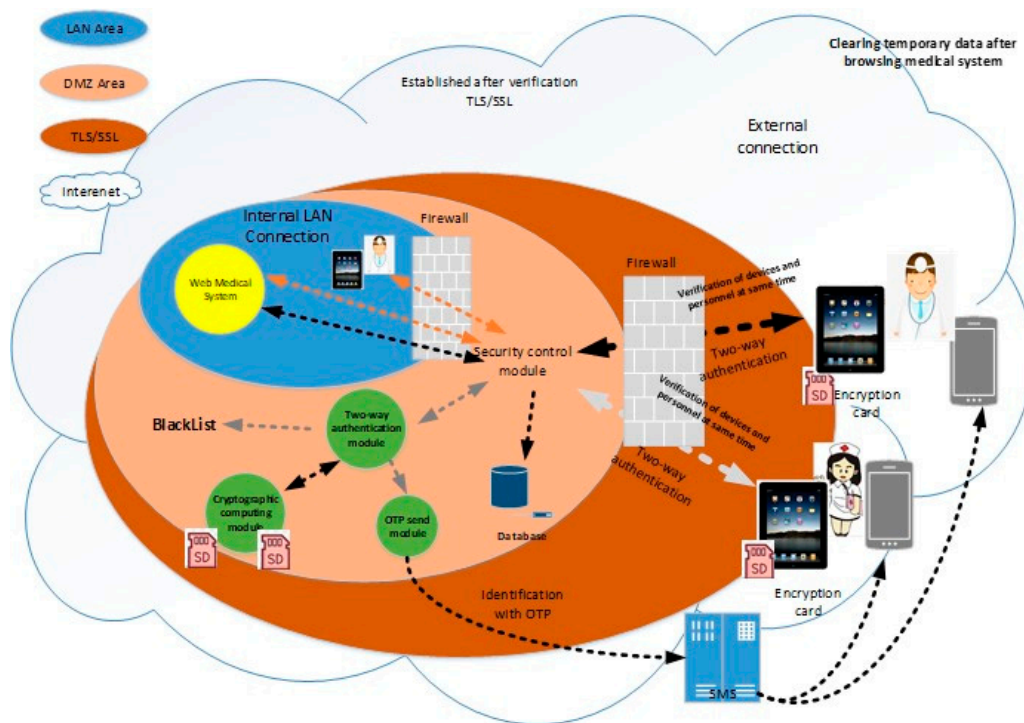 LAN Area
DMZ Area
TLS/SSL
Interenet
Established after verification
TLS/SSL
Clearing temporary data after
browsing medical system
External
connection
Internal LAN
Connection
Firewall
Web Medical
System
Firewall
Verification of devices and
personnel at same time
Two-way
authentication
Security control
module
Encryption
card
SD
Verification of devices and
personnel at same time
Two-way
authentication
BlackList
Two-way
authentication
module
Cryptographic
computing
module
SD
SD
OTP send
module
Database
SD
Encryption
card
Identification
with OTP
SMS